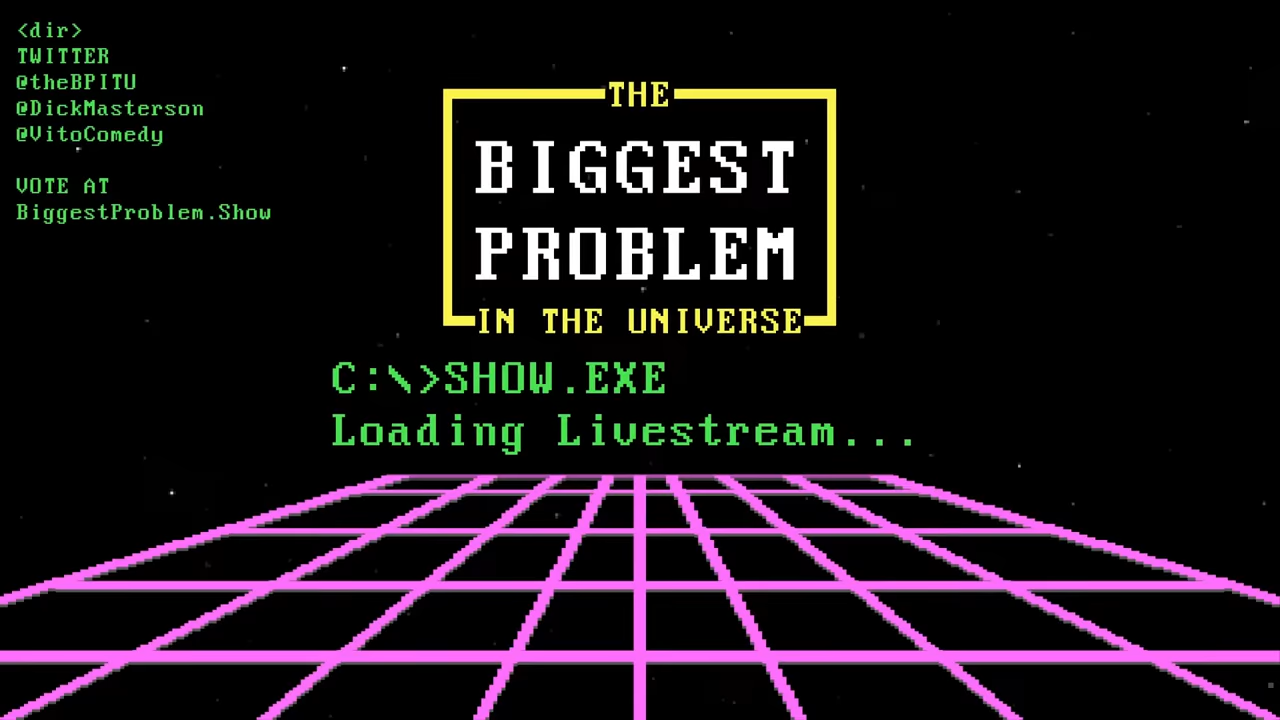 <dir>
TWITTER
@theBPITU
@DickMasterson
@VitoComedy
VOTE AT
BiggestProblem.Show
THE
BIGGEST
PROBLEM
IN THE UNIVERSE
C:\>SHOW.EXE
Loading Livestream...